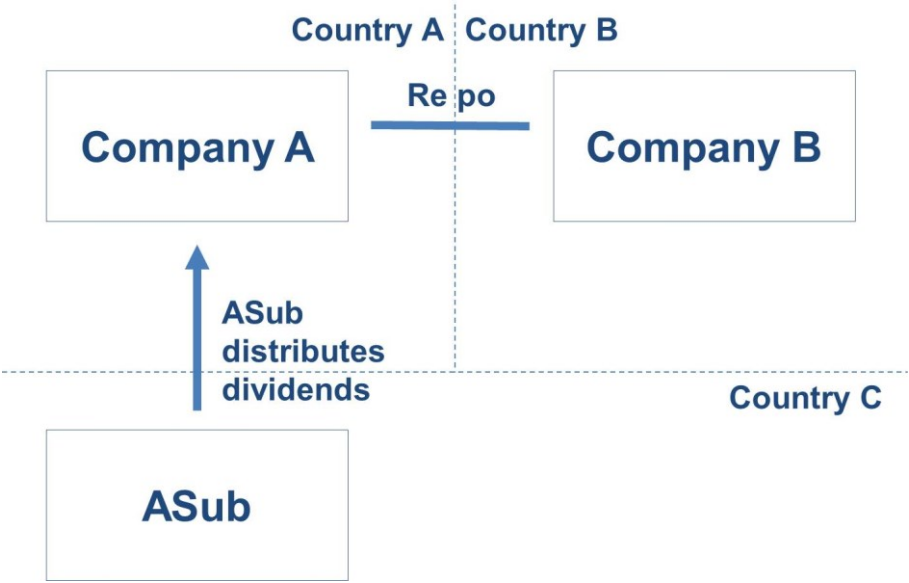 Country A Country B
Re po
Company A
Company B
ASub
distributes
dividends
Country C
ASub